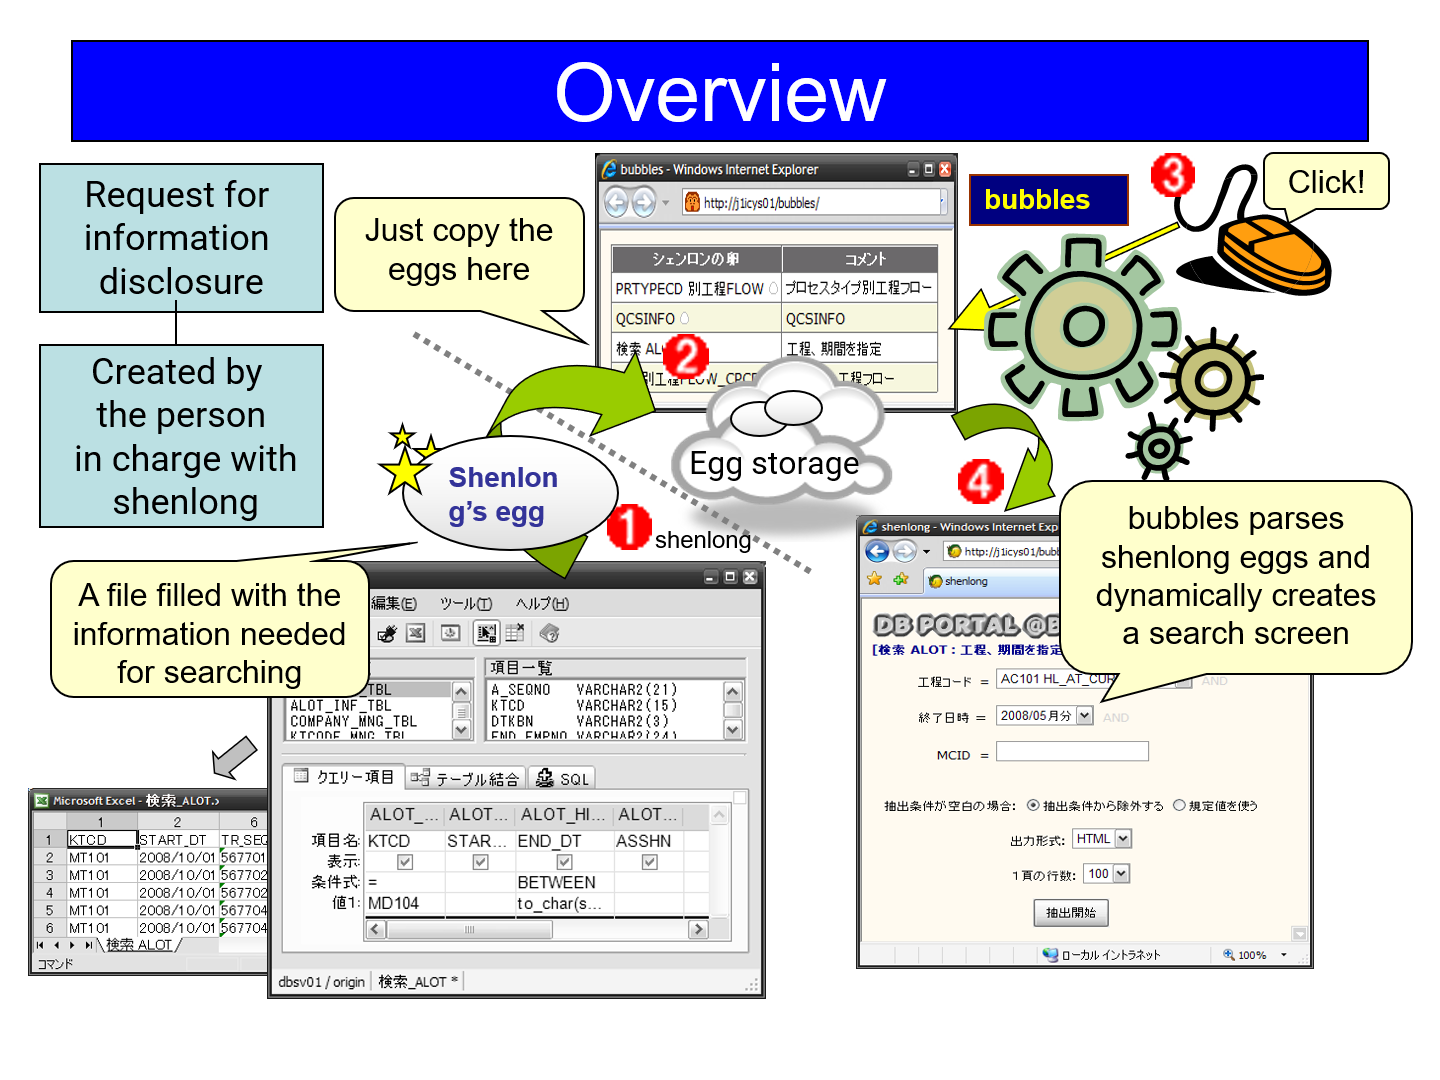 Overview
Request for
information
disclosure
Created by
the person
in charge with
shenlong
Just copy the
eggs here
bubbles - Windows Internet Explorer
http://j1icys01/bubbles/
シェンロンの卵 コメント
PRTYPECD 別工程FLOW プロセスタイプ別工程フロー
QCSINFO QCSINFO
検索 AL 工程、期間を指定
別工程FLOW_CPCF 工程フロー
bubbles
3
Click!
2
Egg storage
4
Shenlon
g's egg
1
shenlong
A file filled with the
information needed
for searching
編集(E) ツール(T) ヘルプ(H)
項目一覧
_TBL
ALOT_INF_TBL
COMPANY_MNG_TBL
KTCODE_MNG_TBL
A_SEQNO VARCHAR2(21)
KTCD VARCHAR2(15)
DTKBN VARCHAR2(3)
END_EMPNO VARCHAR2(24)
クエリー項目 テーブル結合 SQL
ALOT_... ALOT... ALOT_HI... ALOT...
項目名: KTCD STAR... END_DT ASSHN
表示:
条件式: = BETWEEN
値1: MD104 to_char(s...
dbsv01 / origin 検索_ALOT *
Microsoft Excel - 検索_ALOT.x
1 2 6
1 KTCD START_DT TR_SEQ
2 MT101 2008/10/01 567701
3 MT101 2008/10/01 567702
4 MT101 2008/10/01 567702
5 MT101 2008/10/01 567704
6 MT101 2008/10/01 567704
検索_ALOT
コマンド
shenlong - Windows Internet Exp
http://j1icys01/bubb
shenlong
bubbles parses
shenlong eggs and
dynamically creates
a search screen
DB PORTAL @B
[検索 ALOT : 工程、期間を指定
工程コード = AC101 HL_AT_CUR AND
終了日時 = 2008/05月分 AND
MCID =
抽出条件が空白の場合: 抽出条件から除外する 規定値を使う
出力形式: HTML
1頁の行数: 100
抽出開始
ローカル イントラネット 100%